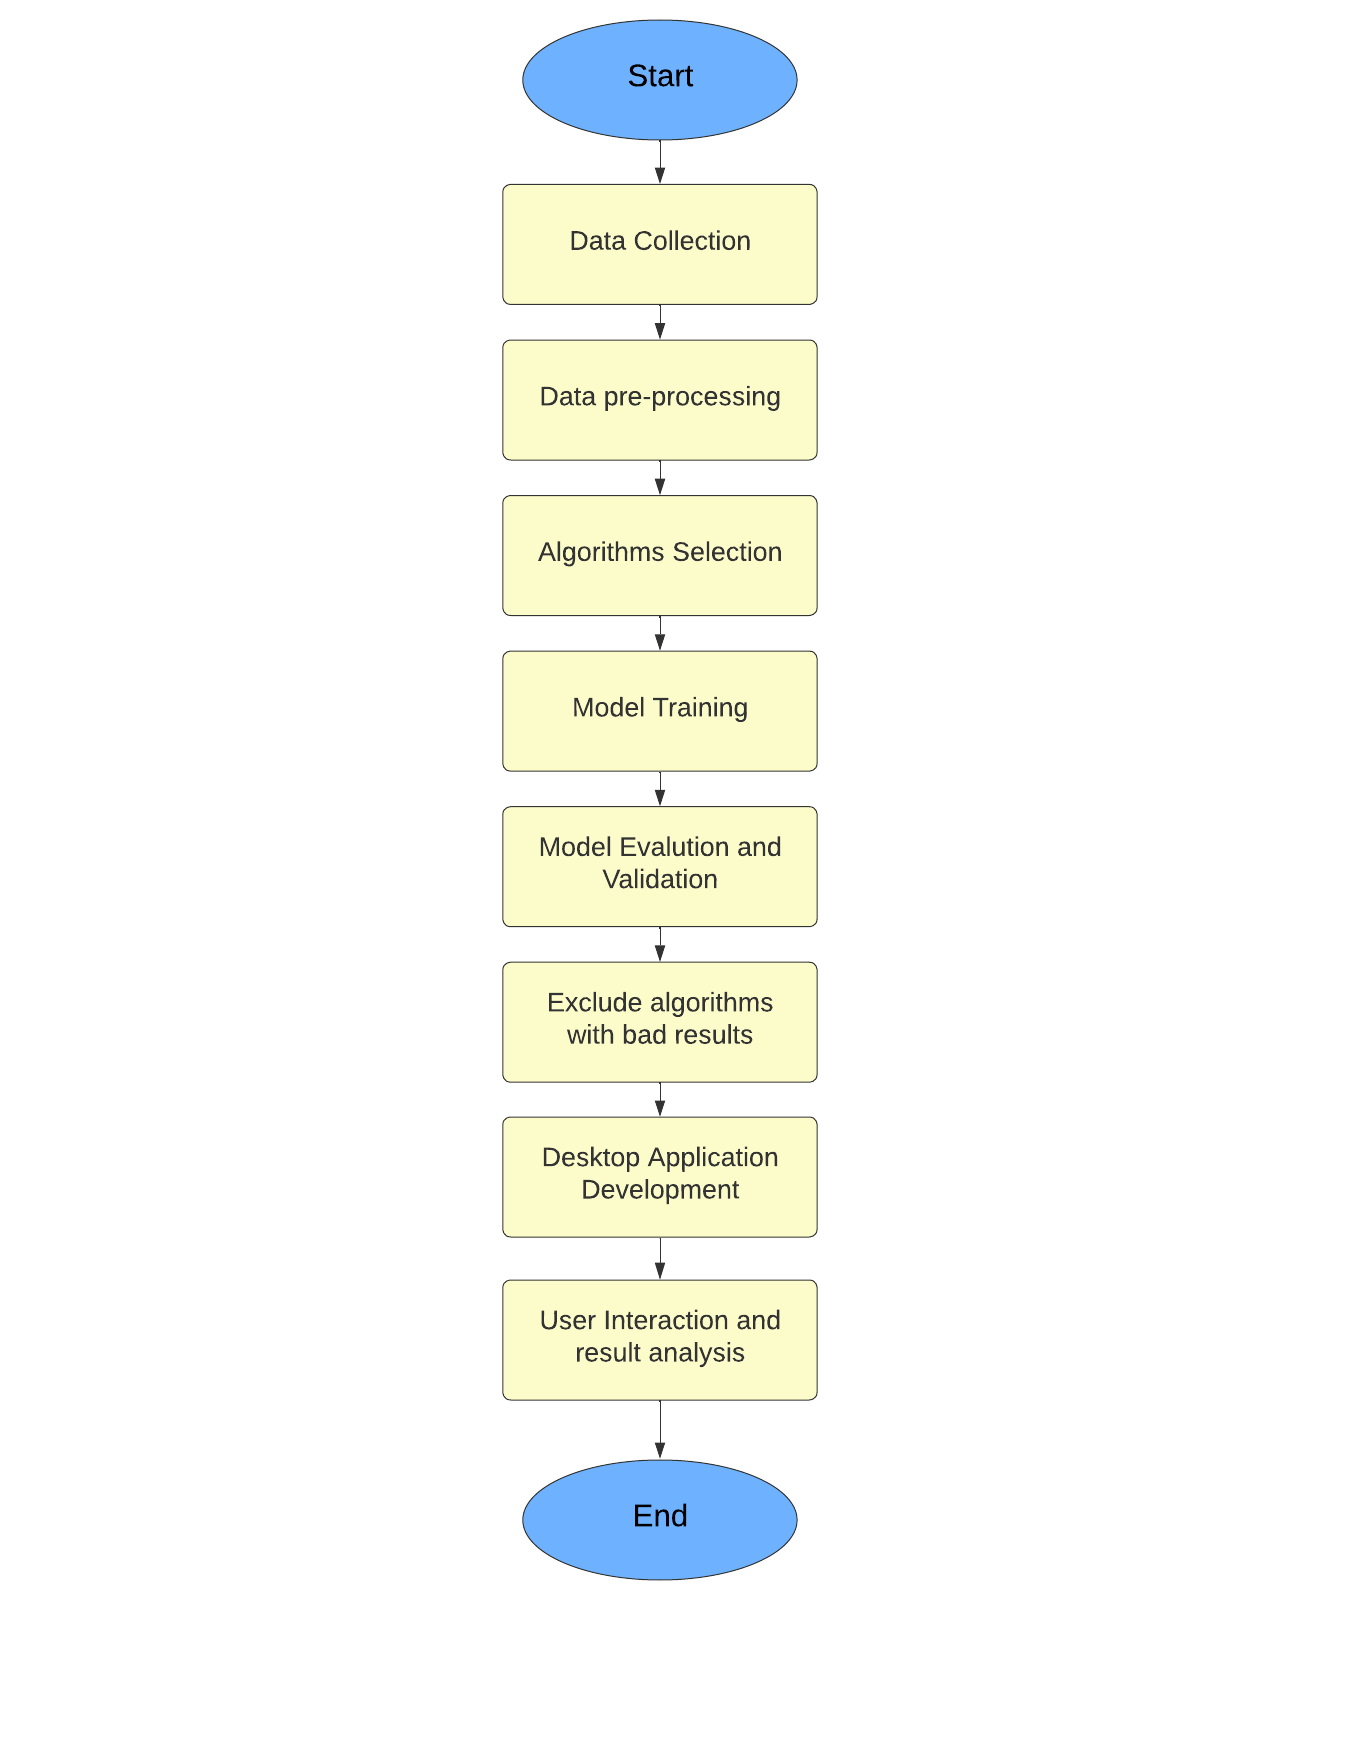 Start
Data Collection
Data pre-processing
Algorithms Selection
Model Training
Model Evalution and
Validation
Exclude algorithms
with bad results
Desktop Application
Development
User Interaction and
result analysis
End